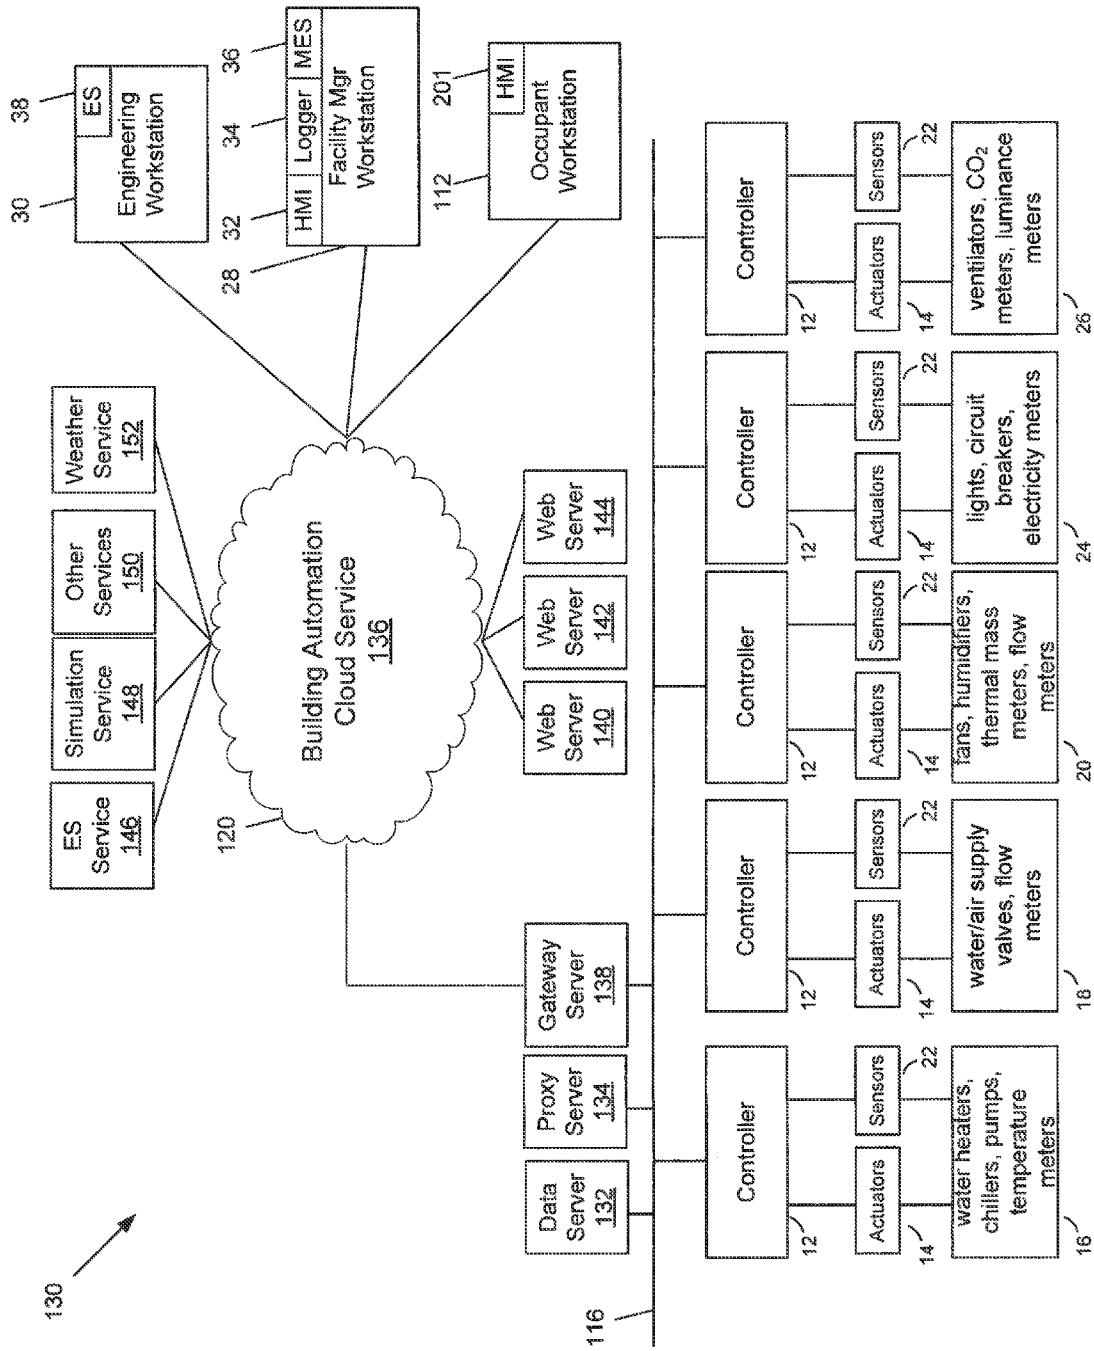 130
ES
Service
146
Simulation
Service
148
Other
Services
150
Weather
Service
152
120
Building Automation
Cloud Service
136
30
38
ES
Engineering
Workstation
28
32
34
36
HMI
Logger
MES
Facility Mgr
Workstation
112
201
HMI
Occupant
Workstation
Data
Server
132
Proxy
Server
134
Gateway
Server
138
Web
Server
140
Web
Server
142
Web
Server
144
116
Controller
12
Actuators
14
Sensors
22
water heaters,
chillers, pumps,
temperature
meters
16
Controller
12
Actuators
14
Sensors
22
water/air supply
valves, flow
meters
18
Controller
12
Actuators
14
Sensors
22
fans, humidifiers,
thermal mass
meters, flow
meters
20
Controller
12
Actuators
14
Sensors
22
lights, circuit
breakers,
electricity meters
24
Controller
12
Actuators
14
Sensors
22
ventilators, CO₂
meters, luminance
meters
26